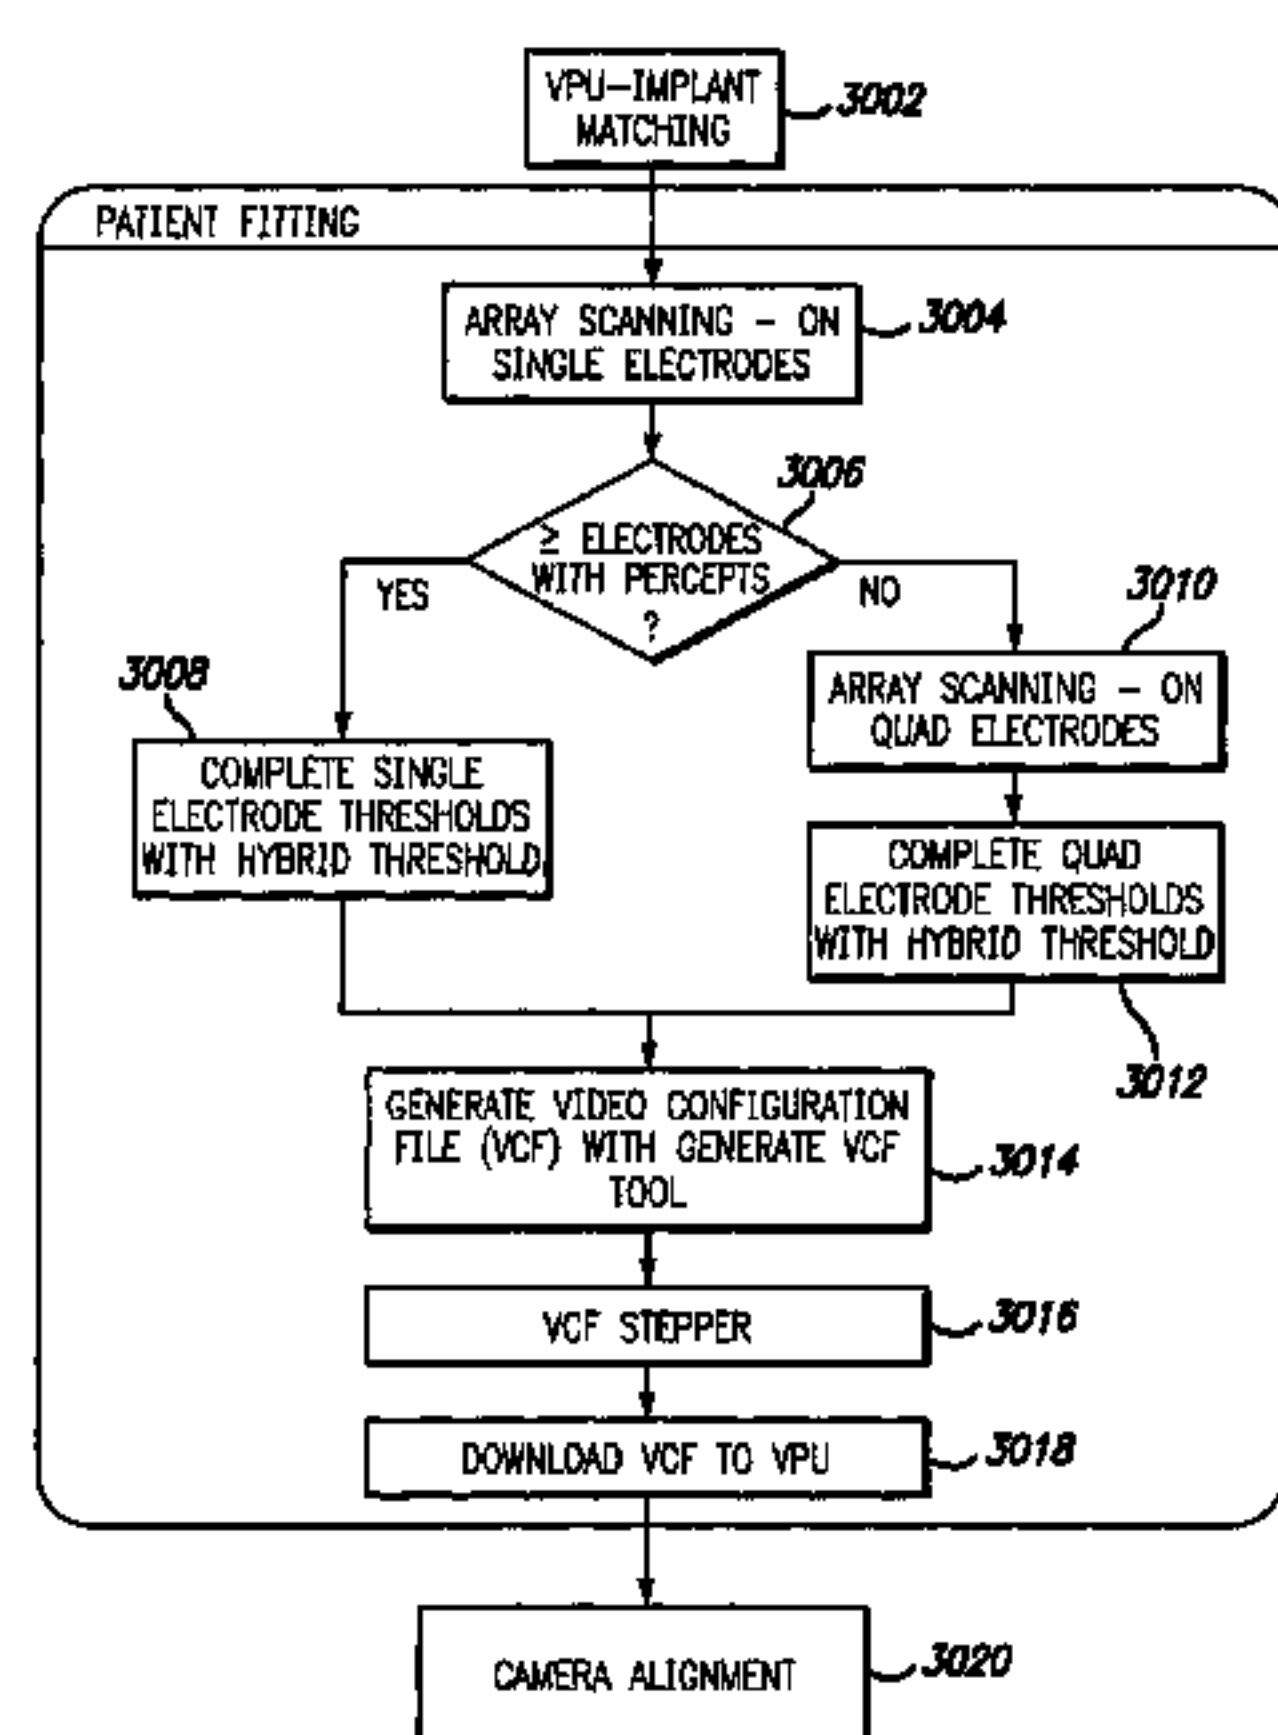 VPU-IMPLANT
MATCHING
3002
PATIENT FITTING
ARRAY SCANNING - ON
SINGLE ELECTRODES
3004
3006
≥ ELECTRODES
WITH PERCEPTS
?
YES
NO
3008
COMPLETE SINGLE
ELECTRODE THRESHOLDS
WITH HYBRID THRESHOLD
3010
ARRAY SCANNING - ON
QUAD ELECTRODES
COMPLETE QUAD
ELECTRODE THRESHOLDS
WITH HYBRID THRESHOLD
3012
GENERATE VIDEO CONFIGURATION
FILE (VCF) WITH GENERATE VCF
TOOL
3014
VCF STEPPER
3016
DOWNLOAD VCF TO VPU
3018
CAMERA ALIGNMENT
3020